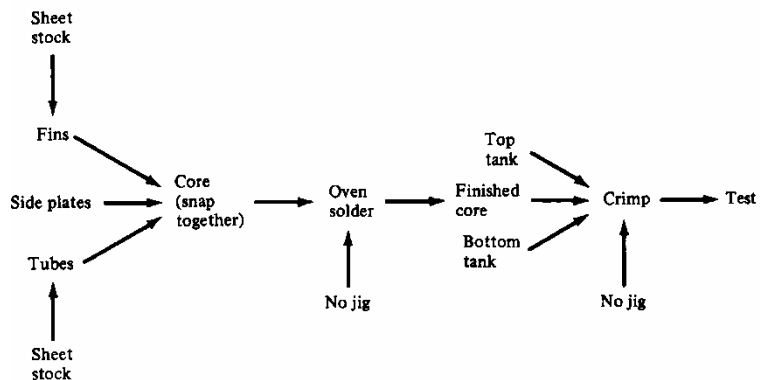 Sheet
stock
Fins
Side plates
Tubes
Sheet
stock
Core
(snap
together)
Oven
solder
No jig
Top
tank
Finished
core
Bottom
tank
Crimp
No jig
Test